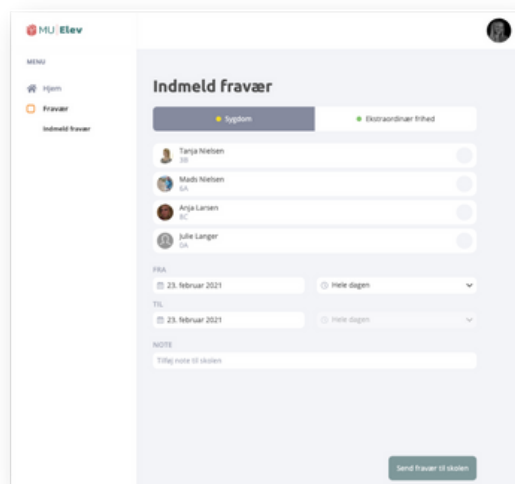 MU Elev
MENU
Hjem
Fravær
Indmeld fravær
Indmeld fravær
Sygdom
Ekstraordinær frihed
Tanja Nielsen
3B
Mads Nielsen
6A
Anja Larsen
8C
Julie Langer
0A
FRA
23. februar 2021
Hele dagen
TIL
23. februar 2021
Hele dagen
NOTE
Tilføj note til skolen
Send fravær til skolen